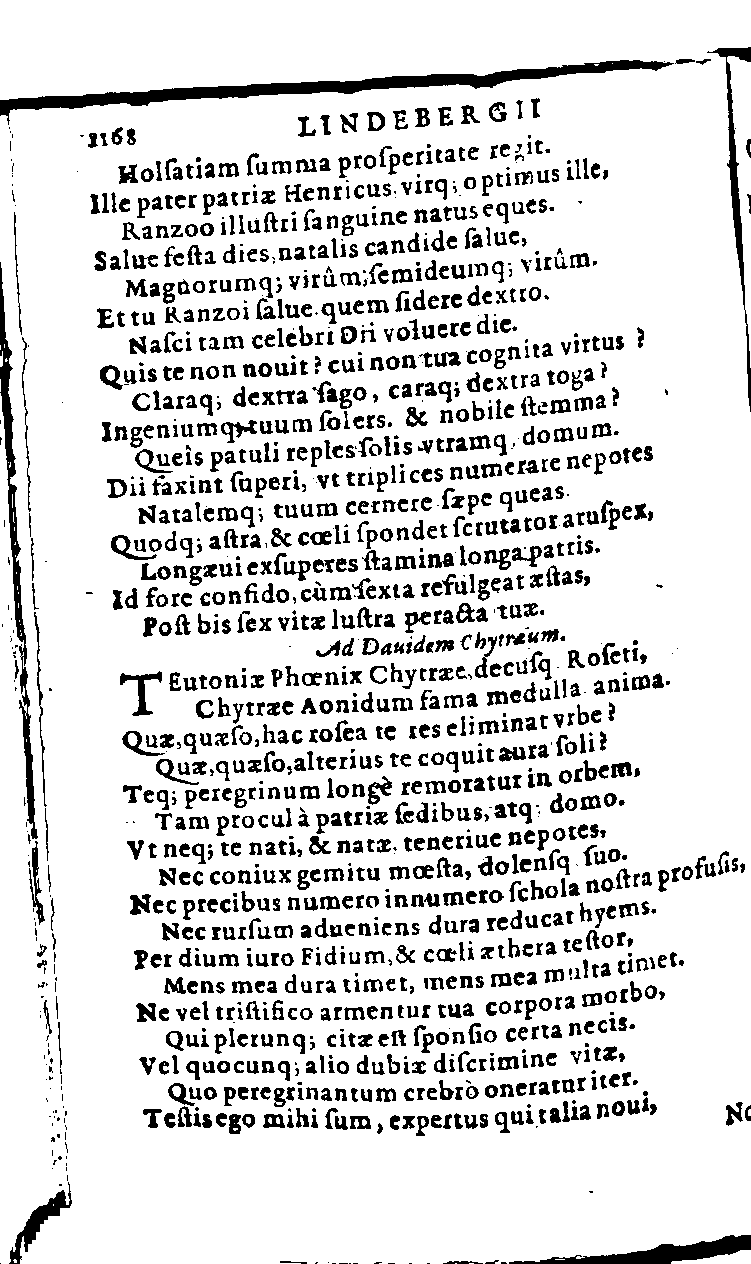 1168 LINDEBERGII
Holſatiam ſumma proſperitate regit.
Ille pater patriæ Henricus, virq; optimus ille,
Ranzoo illuſtri ſanguine natus eques.
Salue feſta dies, natalis candide ſalue,
Magnorumq; virûm, ſemideumq; virûm.
Et tu Ranzoi ſalue quem ſidere dextro.
Naſci tam celebri Dii voluere die.
Quis te non nouit? cui non tua cognita virtus?
Claraq; dextra ſago, caraq; dextra toga?
Ingeniumq; tuum ſolers. & nobile ſtemma?
Queîs patuli reples ſolis vtramq, domum.
Dii faxint ſuperi, vt triplices numerare nepotes
Natalemq; tuum cernere ſæpe queas.
Quodq; aſtra, & cœli ſpondet ſcrutator aruſpex,
Longæui exſuperes ſtamina longa patris.
Id fore confido, cùm ſexta refulgeat æſtas,
Poſt bis ſex vitæ luſtra peracta tuæ.
Ad Dauidem Chytræum.
TEutoniæ Phœnix Chytræe, decuſq Roſeti,
Chytræe Aonidum fama medulla anima.
Quæ, quæſo, hac roſea te res eliminat vrbe?
Quæ, quæſo, alterius te coquit aura ſoli?
Teq; peregrinum longè remoratur in orbem,
Tam procul à patriæ ſedibus, atq; domo.
Vt neq; te nati, & natæ, teneriue nepotes,
Nec coniux gemitu mœſta, dolenſq ſuo.
Nec precibus numero innumero ſchola noſtra profuſis,
Nec rurſum adueniens dura reducat hyems.
Per dium iuro Fidium, & cœli æthera teſtor,
Mens mea dura timet, mens mea multa timet.
Ne vel triſtifico armentur tua corpora morbo,
Qui plerunq; citæ eſt ſponſio certa necis.
Vel quocunq; alio dubiæ diſcrimine vitæ,
Quo peregrinantum crebrò oneratur iter.
Teſtis ego mihi ſum, expertus qui talia noui,
No